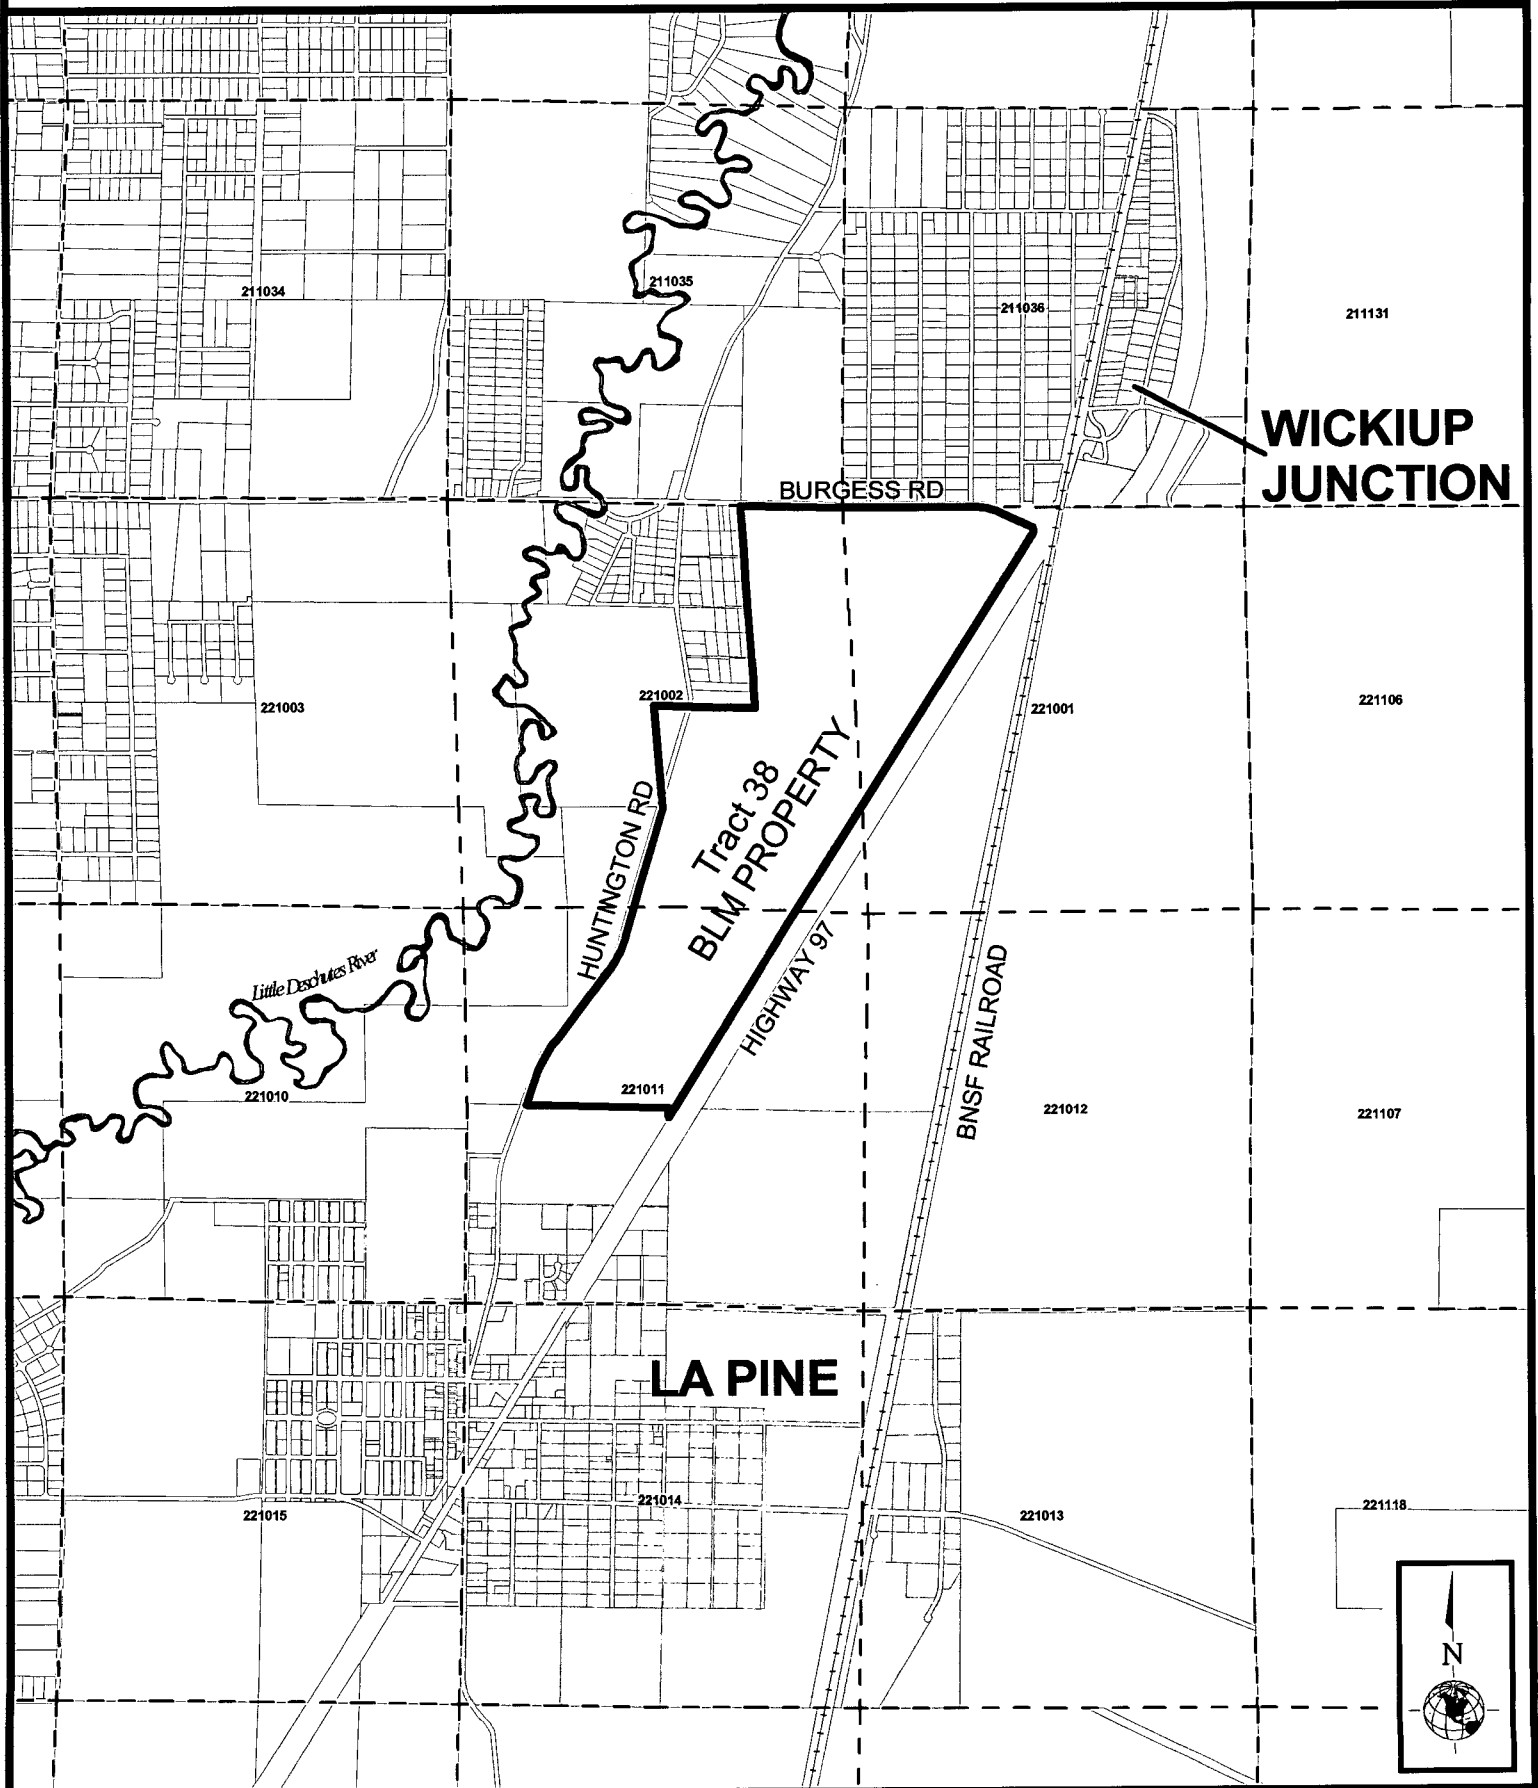 211034
211035
211036
211131
WICKIUP
JUNCTION
BURGESS RD
221003
221002
221001
221106
Tract 38
BLM PROPERTY
HUNTINGTON RD
HIGHWAY 97
BNSF RAILROAD
Little Deschutes River
221010
221011
221012
221107
LA PINE
221015
221014
221013
221118
N